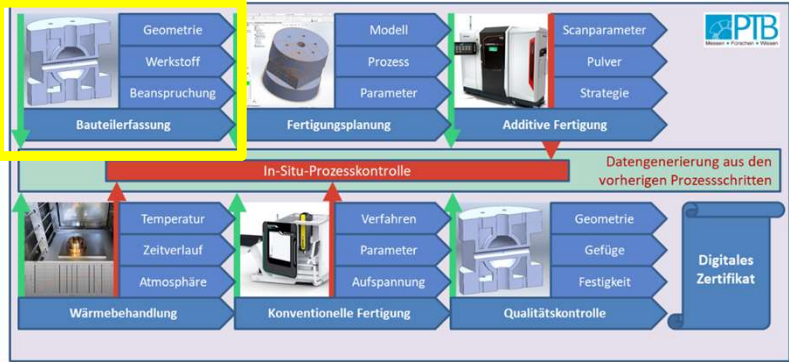 Geometrie
Werkstoff
Beanspruchung
Bauteilerfassung
Modell
Prozess
Parameter
Fertigungsplanung
Scanparameter
Pulver
Strategie
Additive Fertigung
PTB
Messen • Forschen • Wissen
In-Situ-Prozesskontrolle
Datengenerierung aus den
vorherigen Prozessschritten
Temperatur
Zeitverlauf
Atmosphäre
Wärmebehandlung
Verfahren
Parameter
Aufspannung
Konventionelle Fertigung
Geometrie
Gefüge
Festigkeit
Qualitätskontrolle
Digitales
Zertifikat